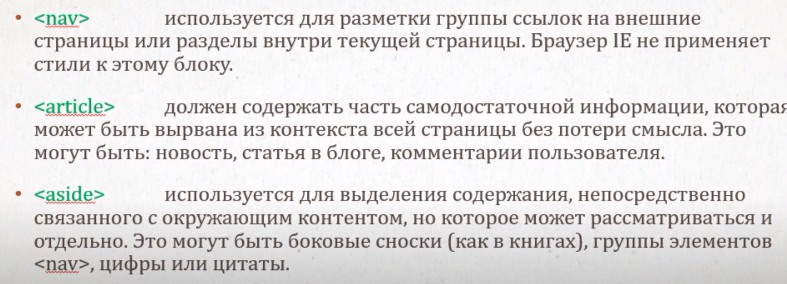 • <nav> используется для разметки группы ссылок на внешние
страницы или разделы внутри текущей страницы. Браузер IE не применяет
стили к этому блоку.
• <article> должен содержать часть самодостаточной информации, которая
может быть вырвана из контекста всей страницы без потери смысла. Это
могут быть: новость, статья в блоге, комментарии пользователя.
• <aside> используется для выделения содержания, непосредственно
связанного с окружающим контентом, но которое может рассматриваться и
отдельно. Это могут быть боковые сноски (как в книгах), группы элементов
<nav>, цифры или цитаты.